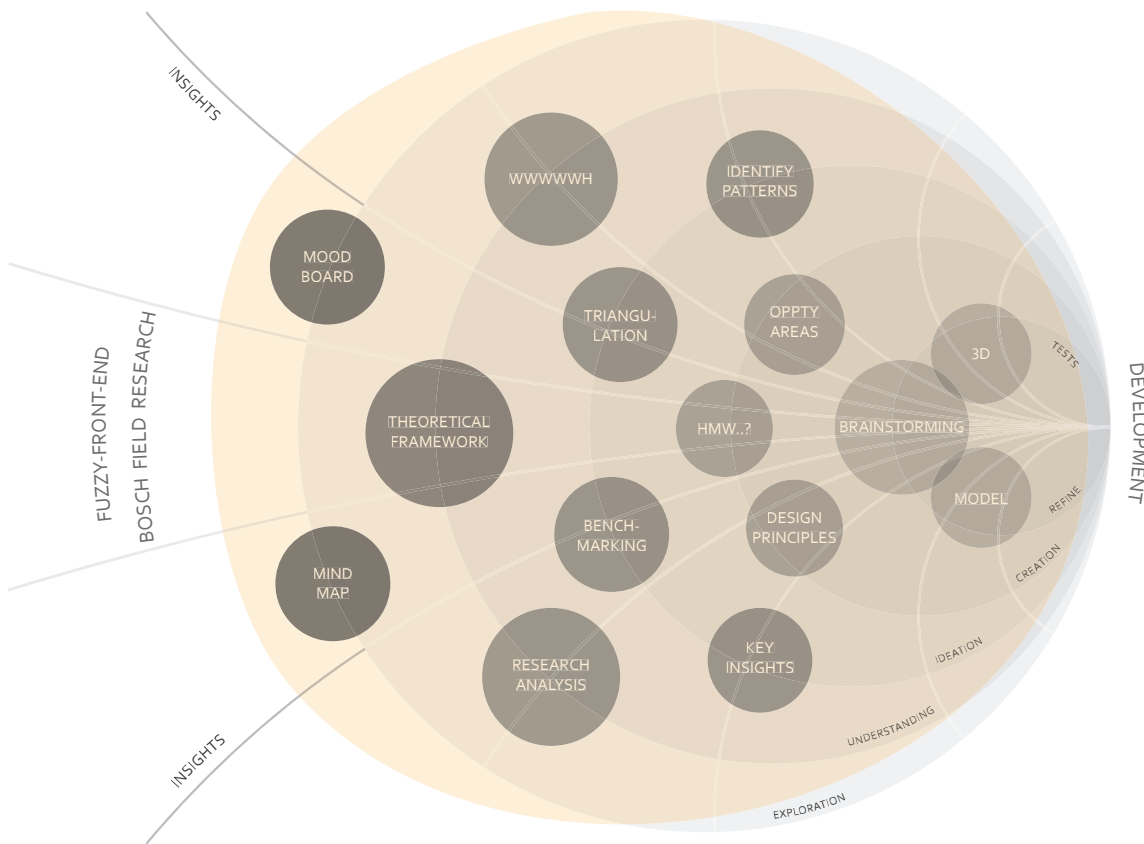 INSIGHTS
FUZZY-FRONT-END
BOSCH FIELD RESEARCH
INSIGHTS
MOOD
BOARD
THEORETICAL
FRAMEWORK
MIND
MAP
WWWWWH
TRIANGU-
LATION
BENCH-
MARKING
RESEARCH
ANALYSIS
IDENTIFY
PATTERNS
OPPTY
AREAS
HMW..?
DESIGN
PRINCIPLES
KEY
INSIGHTS
BRAINSTORMING
3D
MODEL
TESTS
REFINE
CREATION
IDEATION
UNDERSTANDING
EXPLORATION
DEVELOPMENT